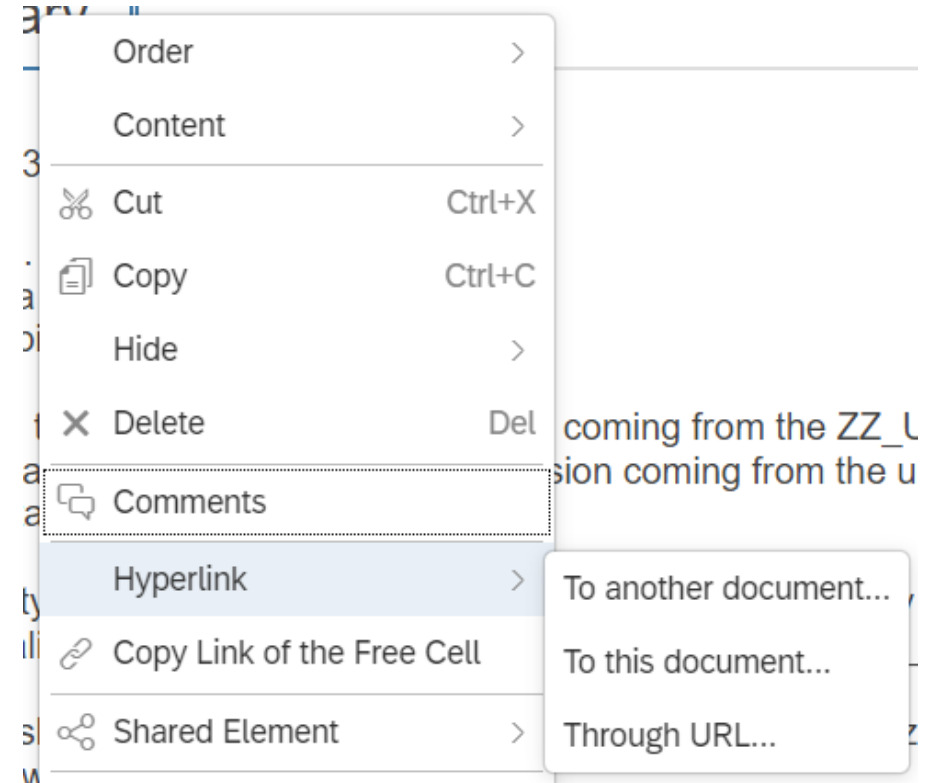 Order
Content
3
Cut Ctrl+X
.
Copy Ctrl+C
a
Hide
Delete Del
coming from the ZZ_U
sion coming from the u
Comments
Hyperlink
To another document...
Copy Link of the Free Cell
To this document...
Shared Element
Through URL...